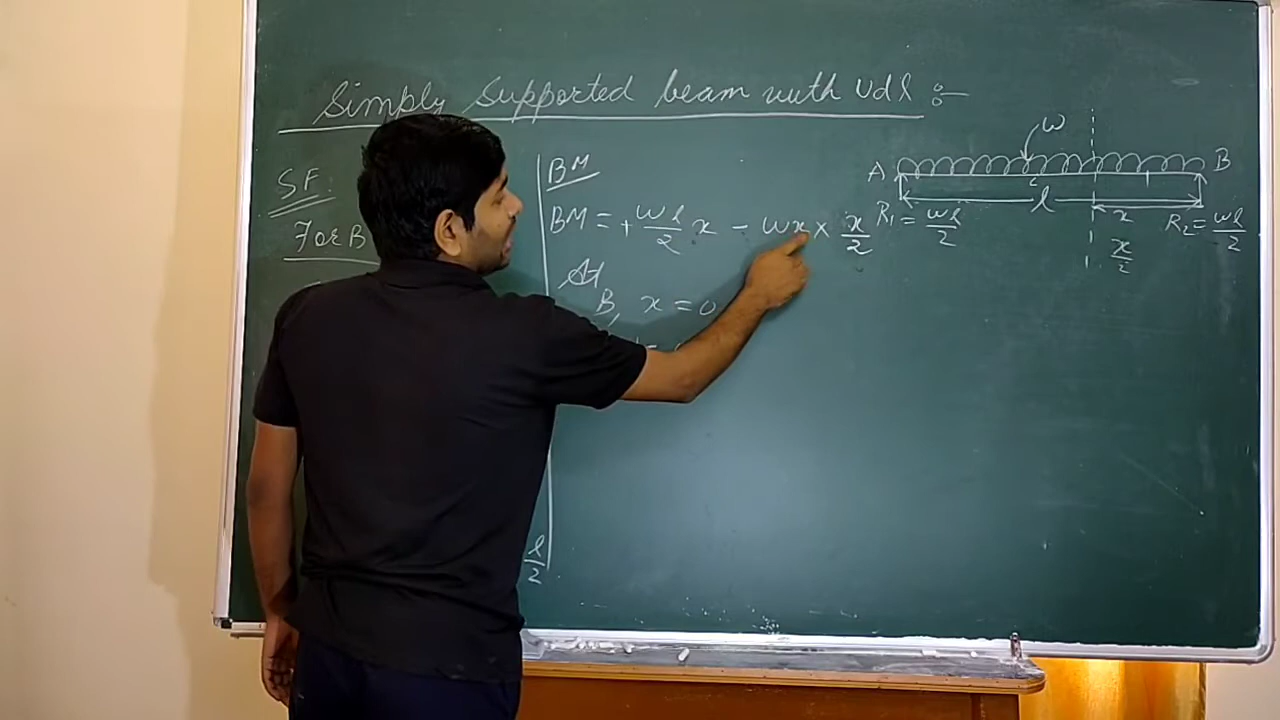 Simply Supported beam with Udl :-
SF:
For B
l/2
BM
BM = + wl/2 x - wx × x/2
At
B, x = 0
w
A B
l x
R₁ = wl/2 R₂ = wl/2
x/2